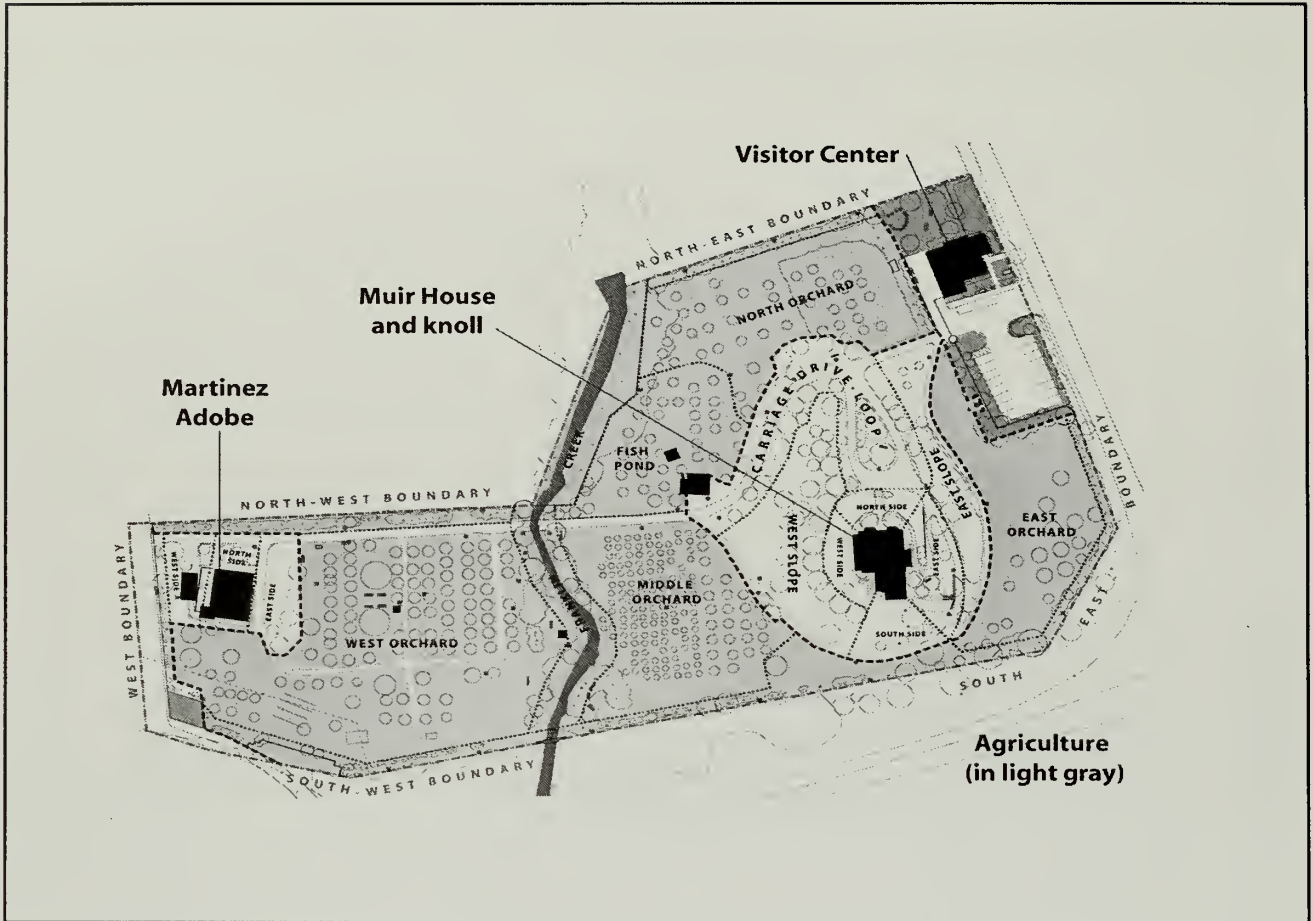 Visitor Center
NORTH-EAST BOUNDARY
Muir House
and knoll
NORTH ORCHARD
Martinez
Adobe
CARRIAGE DRIVE LOOP
CREEK
FISH
POND
EAST SLOPE
BOUNDARY
NORTH-WEST BOUNDARY
NORTH SIDE
EAST
ORCHARD
WEST SLOPE
WEST SIDE
EAST SIDE
NORTH
SIDE
WEST SIDE
EAST SIDE
MIDDLE
ORCHARD
FRANKLIN
WEST ORCHARD
SOUTH SIDE
EAST
WEST BOUNDARY
SOUTH
Agriculture
(in light gray)
SOUTH-WEST BOUNDARY